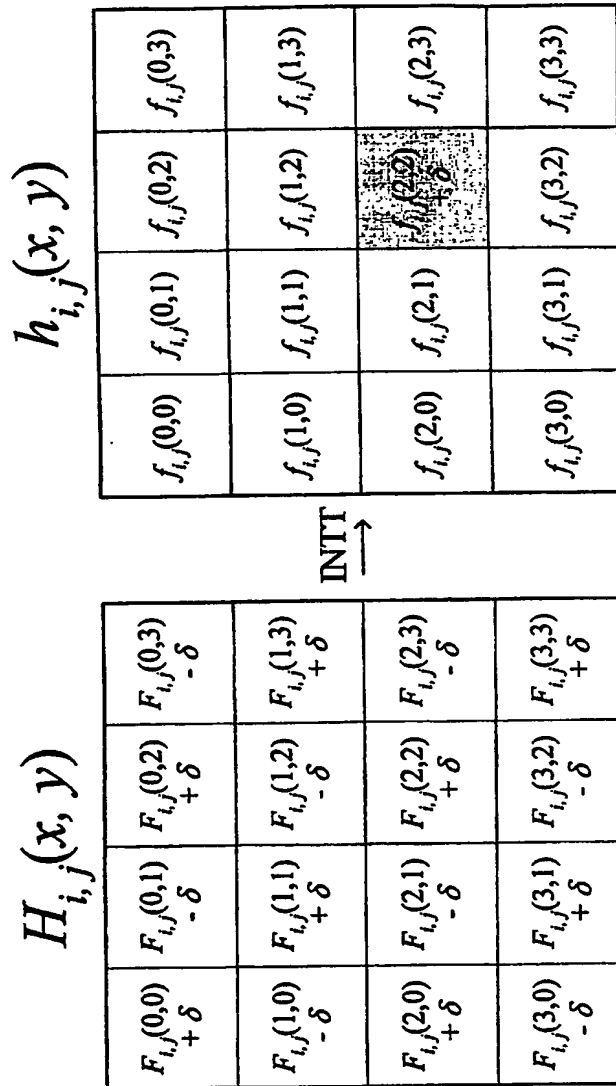 H_{i,j}(x, y)
F_{i,j}(0,0) F_{i,j}(0,1) F_{i,j}(0,2) F_{i,j}(0,3)
+ δ - δ + δ - δ
F_{i,j}(1,0) F_{i,j}(1,1) F_{i,j}(1,2) F_{i,j}(1,3)
- δ + δ - δ + δ
F_{i,j}(2,0) F_{i,j}(2,1) F_{i,j}(2,2) F_{i,j}(2,3)
+ δ - δ + δ - δ
F_{i,j}(3,0) F_{i,j}(3,1) F_{i,j}(3,2) F_{i,j}(3,3)
- δ + δ - δ + δ
INTT
→
h_{i,j}(x, y)
f_{i,j}(0,0) f_{i,j}(0,1) f_{i,j}(0,2) f_{i,j}(0,3)
f_{i,j}(1,0) f_{i,j}(1,1) f_{i,j}(1,2) f_{i,j}(1,3)
f_{i,j}(2,0) f_{i,j}(2,1) f_{i,j}(2,2) f_{i,j}(2,3)
+ δ
f_{i,j}(3,0) f_{i,j}(3,1) f_{i,j}(3,2) f_{i,j}(3,3)